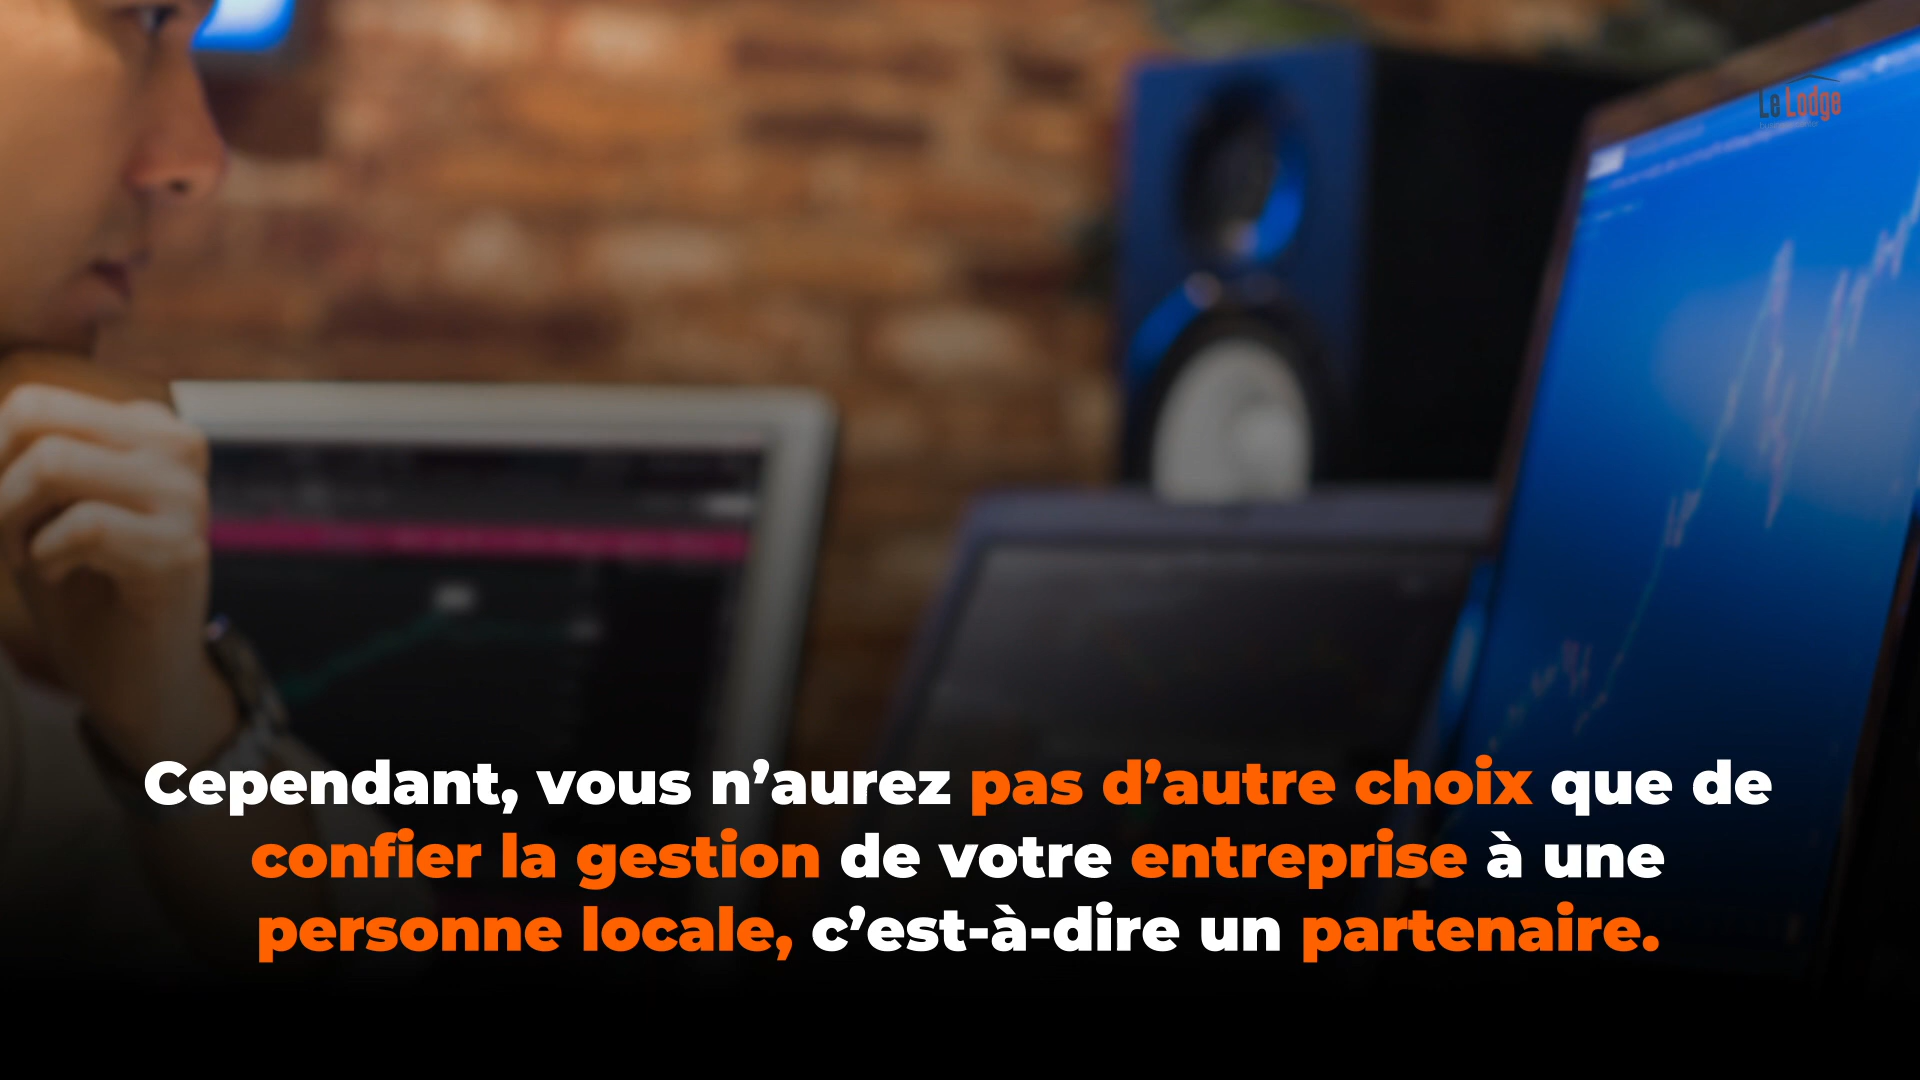 Le Lodge
Cependant, vous n’aurez pas d’autre choix que de
confier la gestion de votre entreprise à une
personne locale, c’est-à-dire un partenaire.